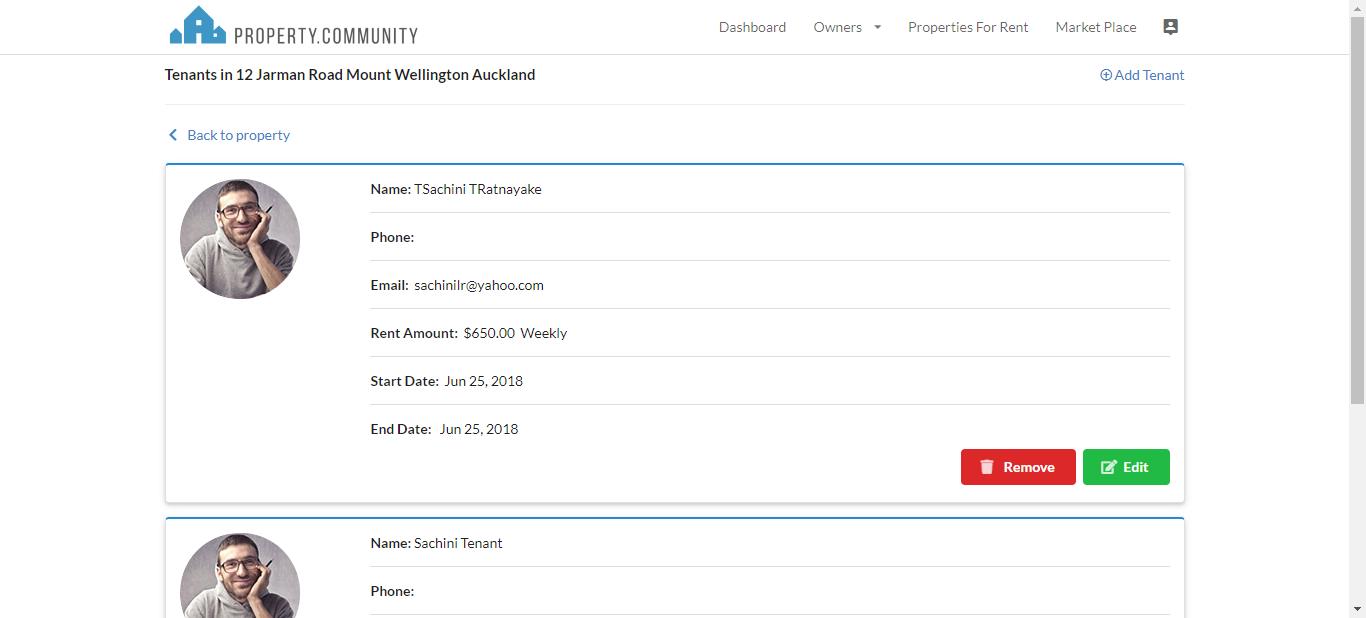 PROPERTY.COMMUNITY
Dashboard Owners Properties For Rent Market Place
Tenants in 12 Jarman Road Mount Wellington Auckland
Add Tenant
Back to property
Name: TSachini TRatnayake
Phone:
Email: sachinilr@yahoo.com
Rent Amount: $650.00 Weekly
Start Date: Jun 25, 2018
End Date: Jun 25, 2018
Remove Edit
Name: Sachini Tenant
Phone: